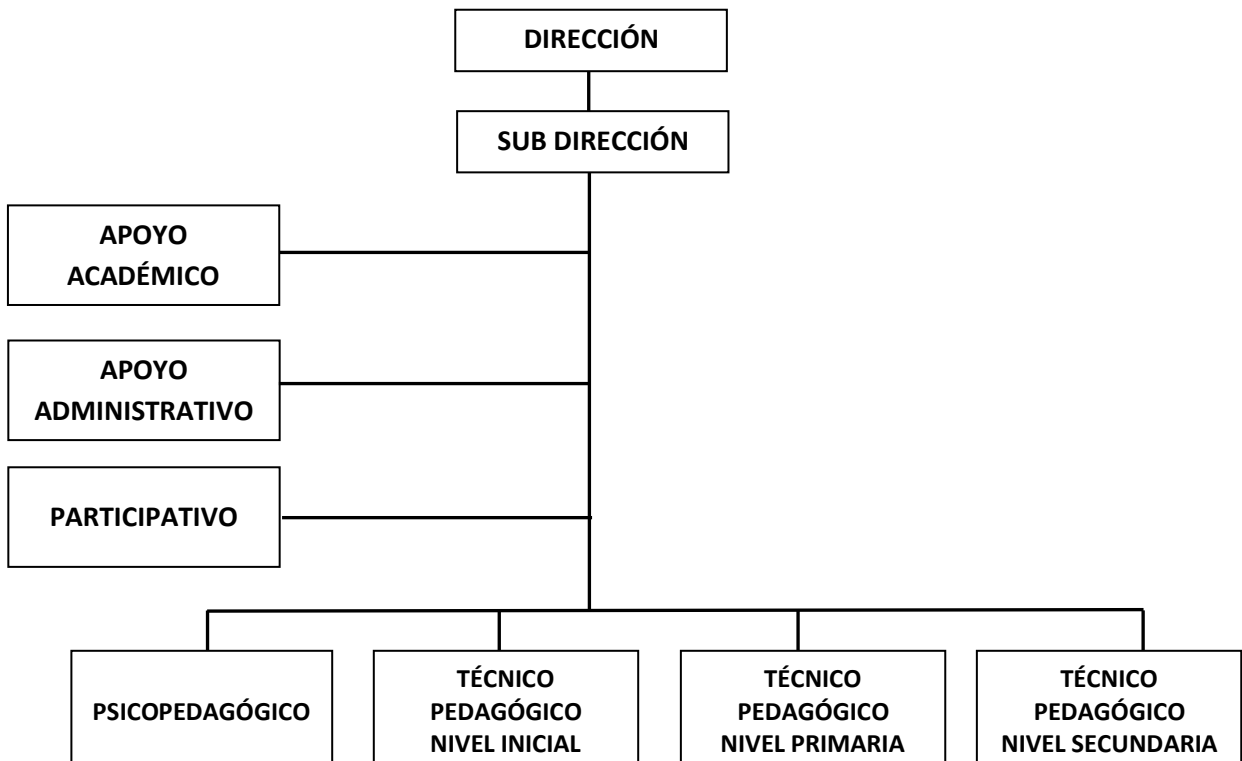 DIRECCIÓN
SUB DIRECCIÓN
APOYO
ACADÉMICO
APOYO
ADMINISTRATIVO
PARTICIPATIVO
PSICOPEDAGÓGICO
TÉCNICO
PEDAGÓGICO
NIVEL INICIAL
TÉCNICO
PEDAGÓGICO
NIVEL PRIMARIA
TÉCNICO
PEDAGÓGICO
NIVEL SECUNDARIA